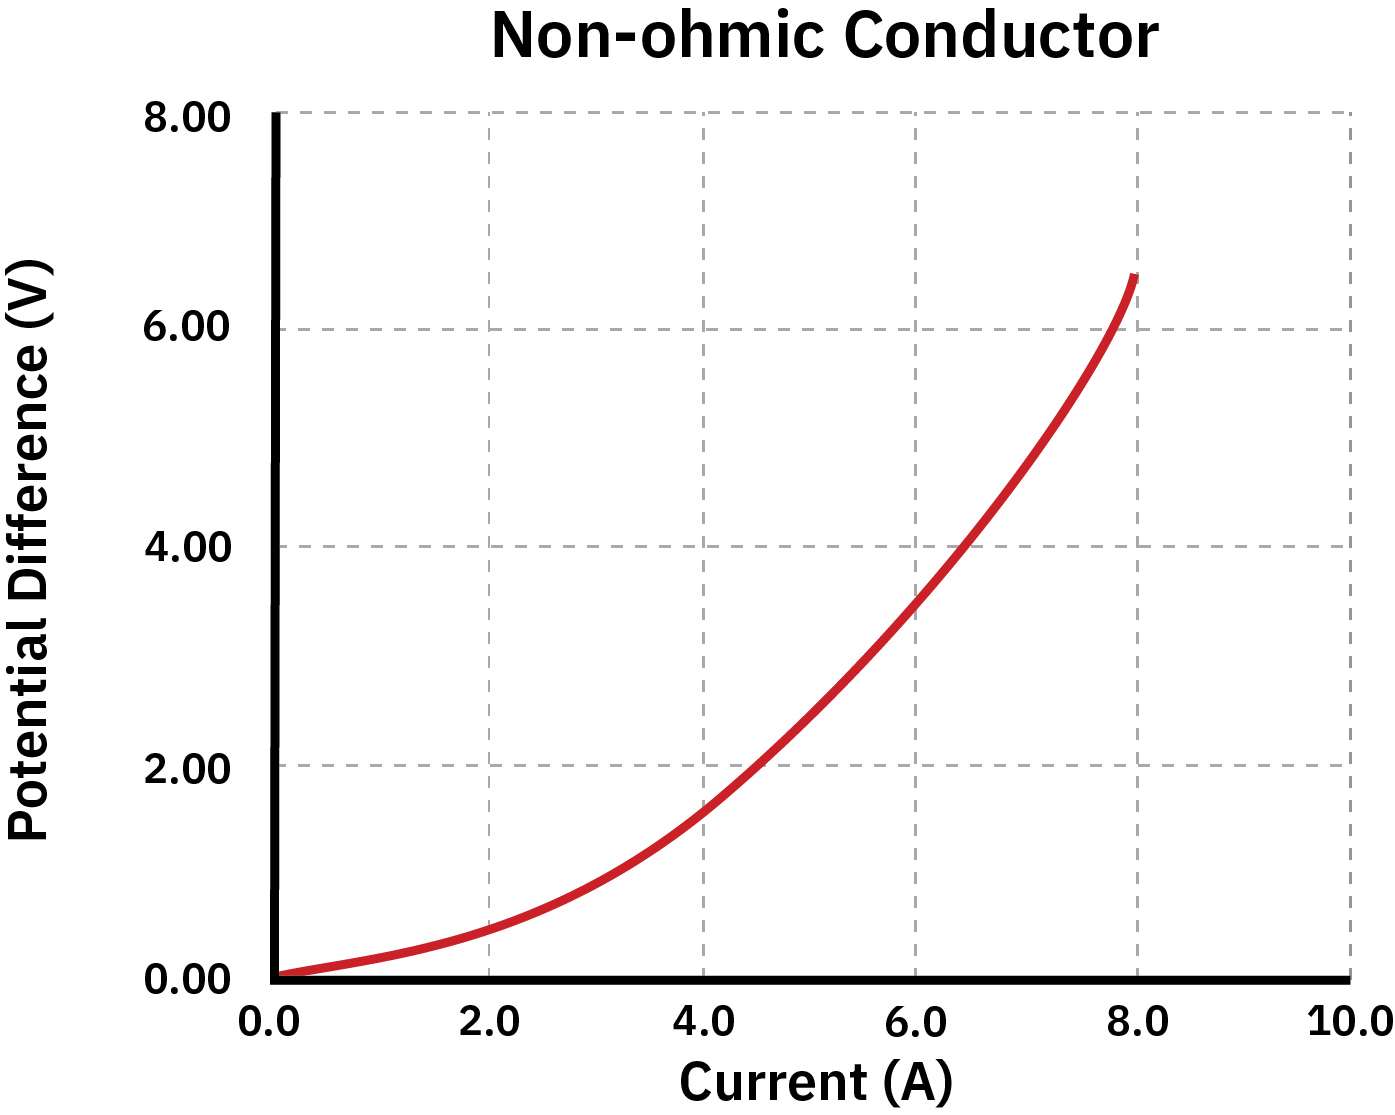 Non-ohmic Conductor
8.00
6.00
4.00
2.00
0.00
Potential Difference (V)
0.0 2.0 4.0 6.0 8.0 10.0
Current (A)